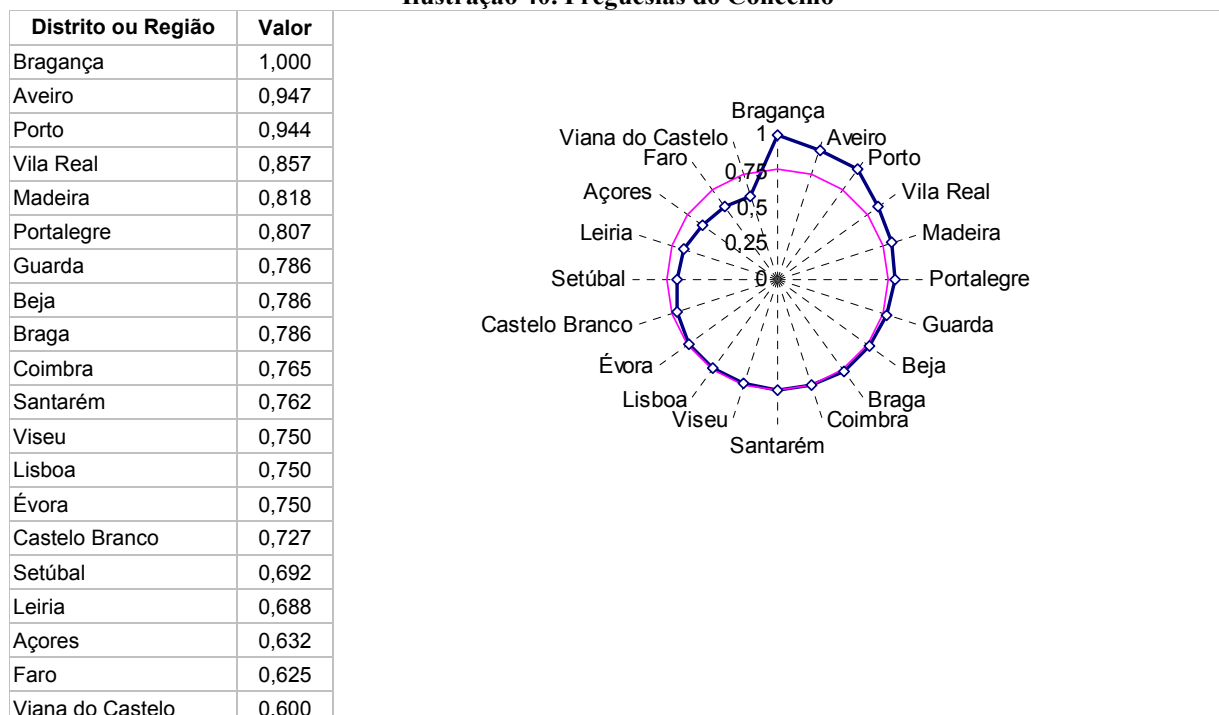 Ilustração 40: Freguesias do Concelho
Distrito ou Região Valor
Bragança 1,000
Aveiro 0,947
Porto 0,944
Vila Real 0,857
Madeira 0,818
Portalegre 0,807
Guarda 0,786
Beja 0,786
Braga 0,786
Coimbra 0,765
Santarém 0,762
Viseu 0,750
Lisboa 0,750
Évora 0,750
Castelo Branco 0,727
Setúbal 0,692
Leiria 0,688
Açores 0,632
Faro 0,625
Viana do Castelo 0,600
Bragança
Aveiro
Porto
Vila Real
Madeira
Portalegre
Guarda
Beja
Braga
Coimbra
Santarém
Viseu
Lisboa
Évora
Castelo Branco
Setúbal
Leiria
Açores
Faro
Viana do Castelo
1
0,75
0,5
0,25
0